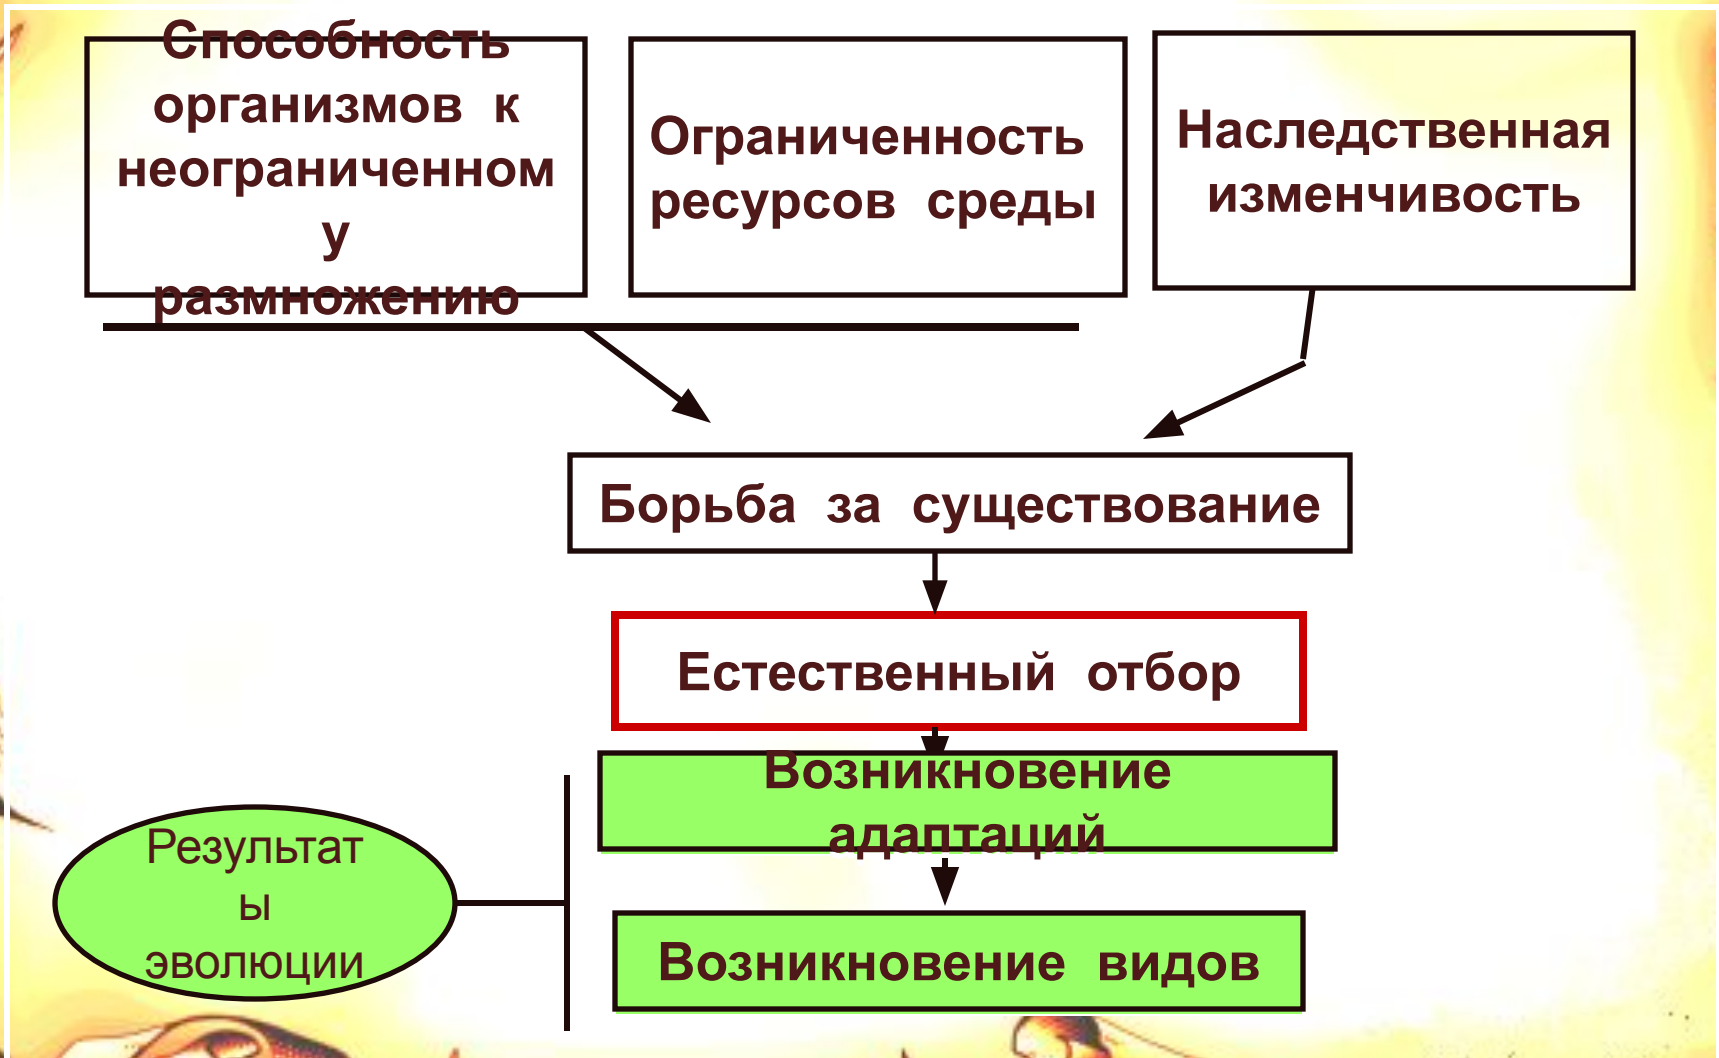 Способность
организмов к
неограниченном
у
размножению
Ограниченность
ресурсов среды
Наследственная
изменчивость
Борьба за существование
Естественный отбор
Возникновение
адаптаций
Результат
ы
эволюции
Возникновение видов